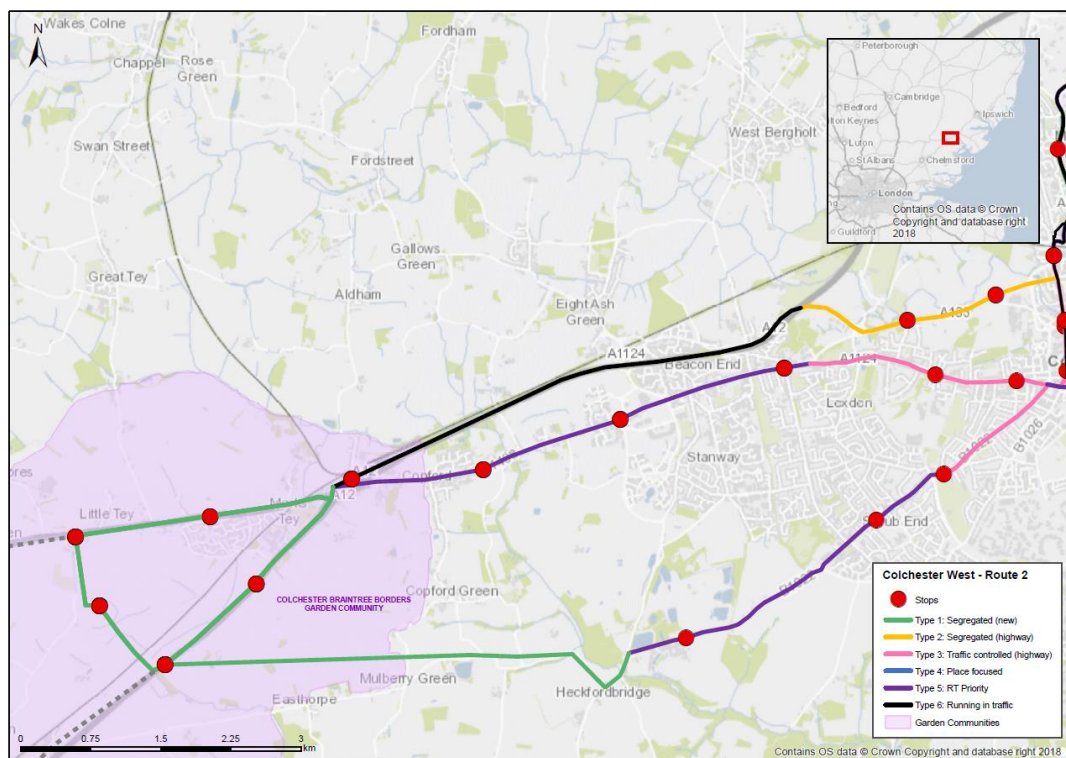 N
Wakes Colne
Chappel
Rose
Green
Fordham
Swan Street
Fordstreet
West Bergholt
Great Tey
Gallows
Green
Aldham
Eight Ash
Green
A1124
A12
Beacon End
A133
A1124
Lexden
Stanway
B1022
B1026
Copford
A12
A12
Little Tey
Marks
Tey
Shrub End
B1022
COLCHESTER BRAINTREE BORDERS
GARDEN COMMUNITY
Copford Green
Mulberry Green
Easthorpe
Heckfordbridge
Peterborough
Bedford
Cambridge
Ipswich
lton Keynes
Luton
St Albans
Chelmsford
London
Guildford
Contains OS data © Crown
Copyright and database right
2018
Colchester West - Route 2
Stops
Type 1: Segregated (new)
Type 2: Segregated (highway)
Type 3: Traffic controlled (highway)
Type 4: Place focused
Type 5: RT Priority
Type 6: Running in traffic
Garden Communities
0 0.75 1.5 2.25 3
km
Contains OS data © Crown Copyright and database right 2018